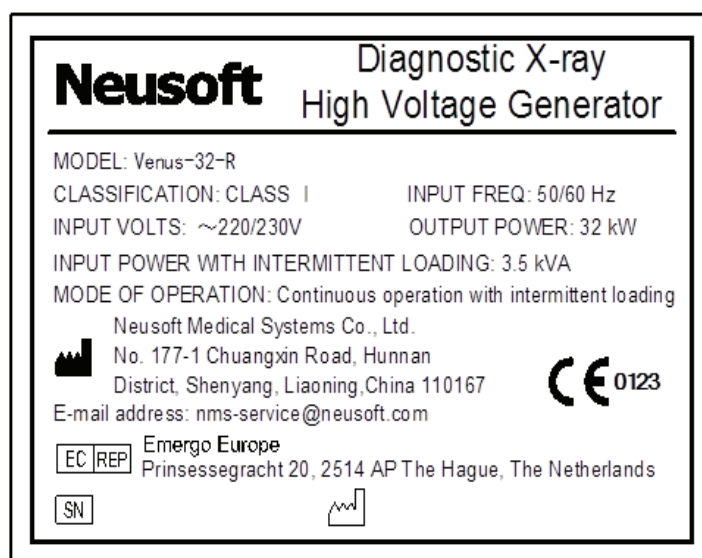 Neusoft
Diagnostic X-ray
High Voltage Generator
MODEL: Venus-32-R
CLASSIFICATION: CLASS I
INPUT FREQ: 50/60 Hz
INPUT VOLTS: ～220/230V
OUTPUT POWER: 32 kW
INPUT POWER WITH INTERMITTENT LOADING: 3.5 kVA
MODE OF OPERATION: Continuous operation with intermittent loading
Neusoft Medical Systems Co., Ltd.
No. 177-1 Chuangxin Road, Hunnan
District, Shenyang, Liaoning,China 110167
CE 0123
E-mail address: nms-service@neusoft.com
EC REP
Emergo Europe
Prinsessegracht 20, 2514 AP The Hague, The Netherlands
SN